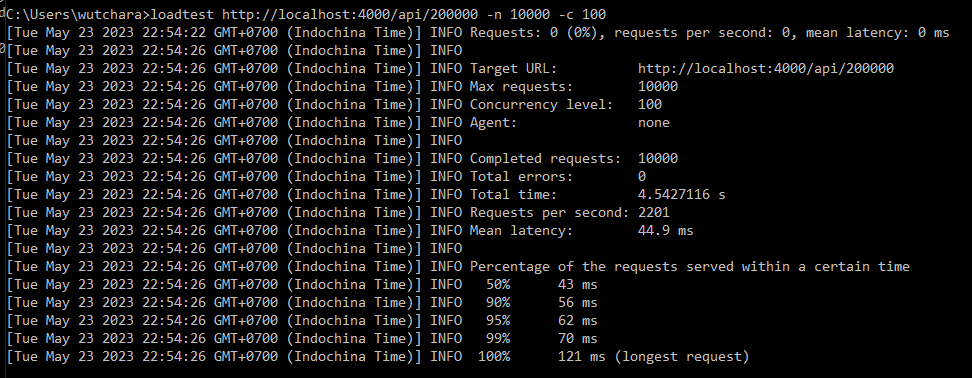 C:\Users\wutchara>loadtest http://localhost:4000/api/200000 -n 10000 -c 100
[Tue May 23 2023 22:54:22 GMT+0700 (Indochina Time)] INFO Requests: 0 (0%), requests per second: 0, mean latency: 0 ms
[Tue May 23 2023 22:54:26 GMT+0700 (Indochina Time)] INFO
[Tue May 23 2023 22:54:26 GMT+0700 (Indochina Time)] INFO Target URL:          http://localhost:4000/api/200000
[Tue May 23 2023 22:54:26 GMT+0700 (Indochina Time)] INFO Max requests:        10000
[Tue May 23 2023 22:54:26 GMT+0700 (Indochina Time)] INFO Concurrency level:   100
[Tue May 23 2023 22:54:26 GMT+0700 (Indochina Time)] INFO Agent:               none
[Tue May 23 2023 22:54:26 GMT+0700 (Indochina Time)] INFO
[Tue May 23 2023 22:54:26 GMT+0700 (Indochina Time)] INFO Completed requests:  10000
[Tue May 23 2023 22:54:26 GMT+0700 (Indochina Time)] INFO Total errors:        0
[Tue May 23 2023 22:54:26 GMT+0700 (Indochina Time)] INFO Total time:          4.5427116 s
[Tue May 23 2023 22:54:26 GMT+0700 (Indochina Time)] INFO Requests per second: 2201
[Tue May 23 2023 22:54:26 GMT+0700 (Indochina Time)] INFO Mean latency:        44.9 ms
[Tue May 23 2023 22:54:26 GMT+0700 (Indochina Time)] INFO
[Tue May 23 2023 22:54:26 GMT+0700 (Indochina Time)] INFO Percentage of the requests served within a certain time
[Tue May 23 2023 22:54:26 GMT+0700 (Indochina Time)] INFO   50%      43 ms
[Tue May 23 2023 22:54:26 GMT+0700 (Indochina Time)] INFO   90%      56 ms
[Tue May 23 2023 22:54:26 GMT+0700 (Indochina Time)] INFO   95%      62 ms
[Tue May 23 2023 22:54:26 GMT+0700 (Indochina Time)] INFO   99%      70 ms
[Tue May 23 2023 22:54:26 GMT+0700 (Indochina Time)] INFO  100%      121 ms (longest request)